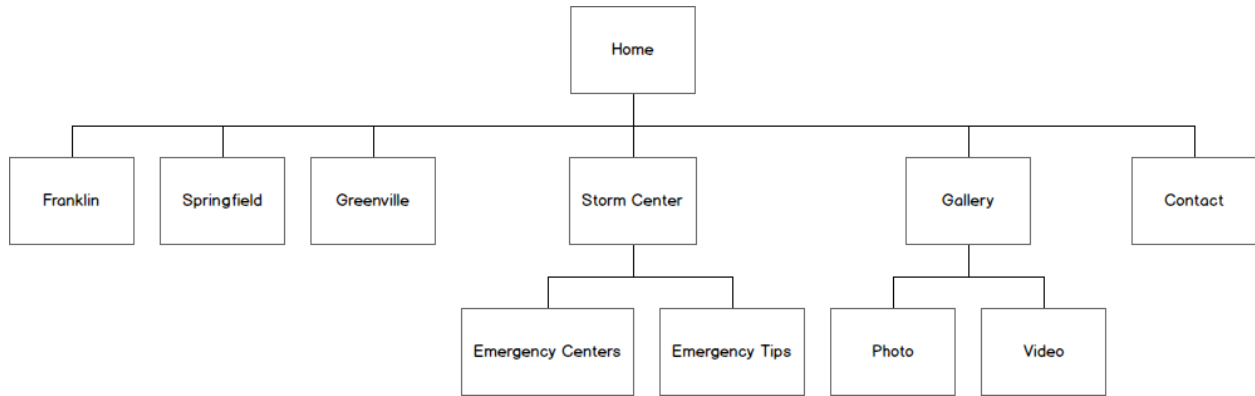 Home
Franklin
Springfield
Greenville
Storm Center
Gallery
Contact
Emergency Centers
Emergency Tips
Photo
Video